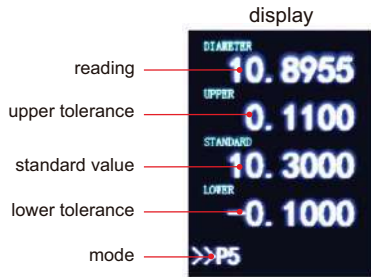 display
DIAMETER
reading
10.8955
UPPER
upper tolerance
0.1100
STANDARD
standard value
10.3000
LOWER
lower tolerance
-0.1000
mode
>>P5